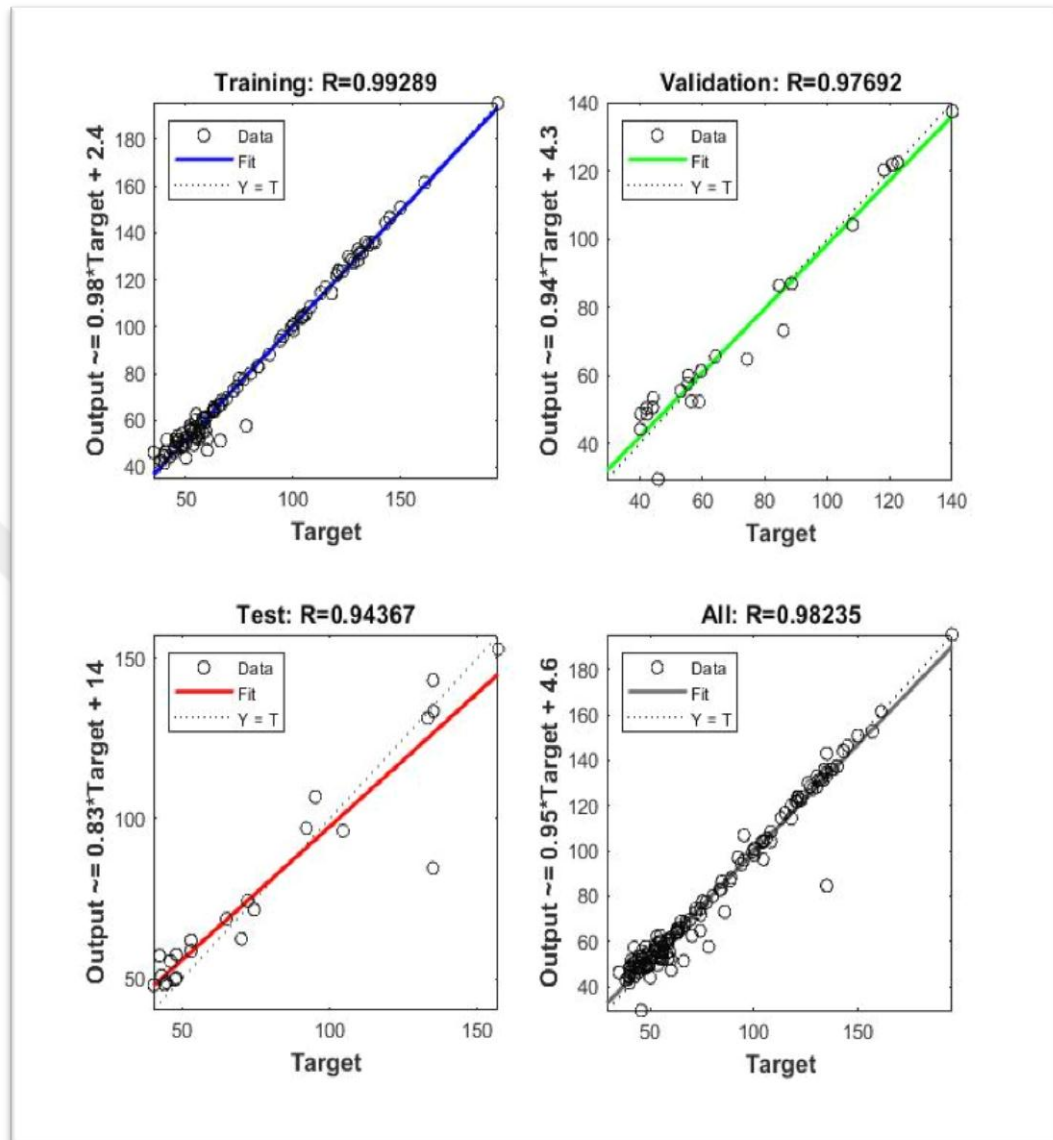 Training: R=0.99289
Output ~= 0.98*Target + 2.4
Data
Fit
Y = T
180
160
140
120
100
80
60
40
50
100
150
Target
Validation: R=0.97692
Output ~= 0.94*Target + 4.3
Data
Fit
Y = T
140
120
100
80
60
40
40
60
80
100
120
140
Target
Test: R=0.94367
Output ~= 0.83*Target + 14
Data
Fit
Y = T
150
100
50
50
100
150
Target
All: R=0.98235
Output ~= 0.95*Target + 4.6
Data
Fit
Y = T
180
160
140
120
100
80
60
40
50
100
150
Target